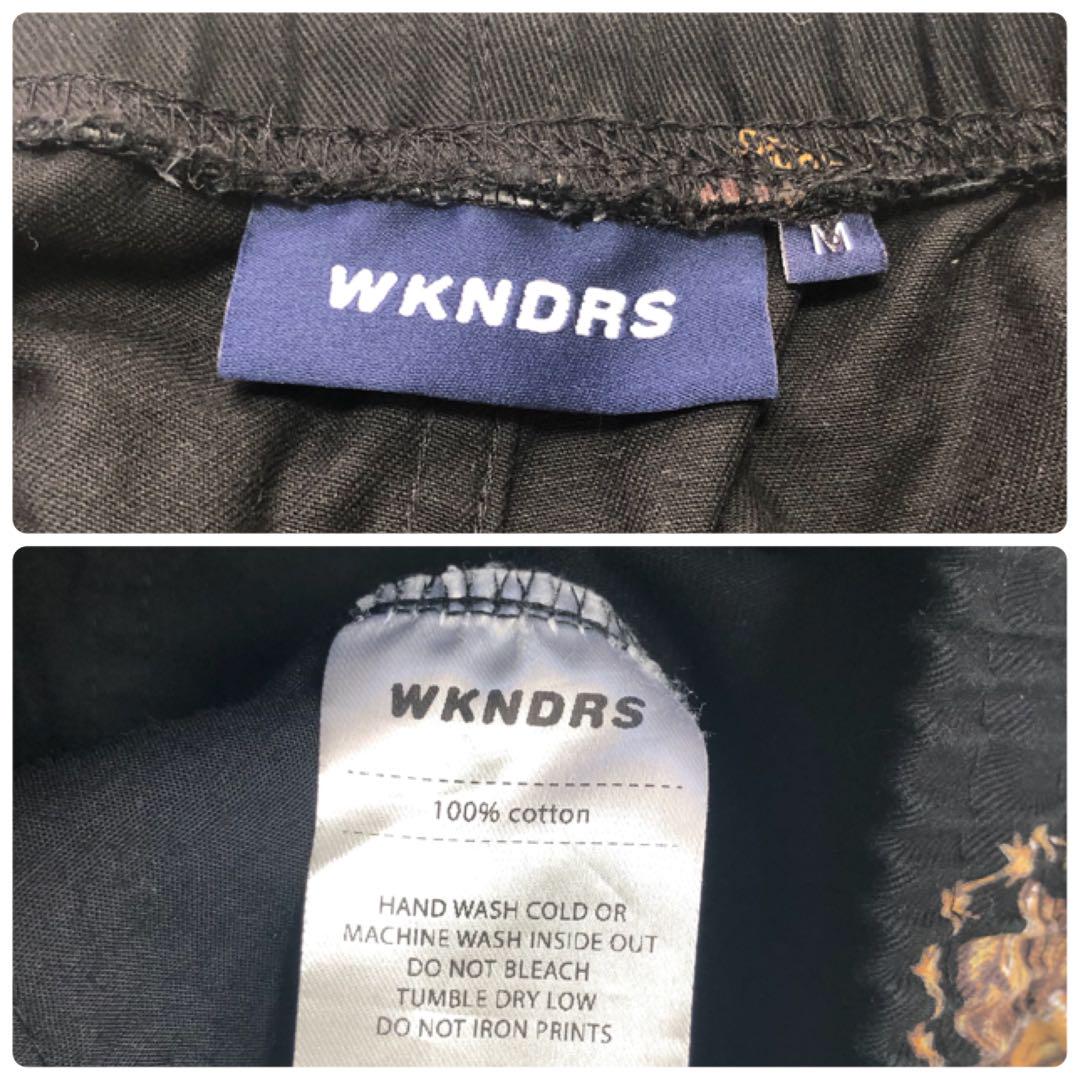 WKNDRS
M
WKNDRS
100% cotton
HAND WASH COLD OR
MACHINE WASH INSIDE OUT
DO NOT BLEACH
TUMBLE DRY LOW
DO NOT IRON PRINTS